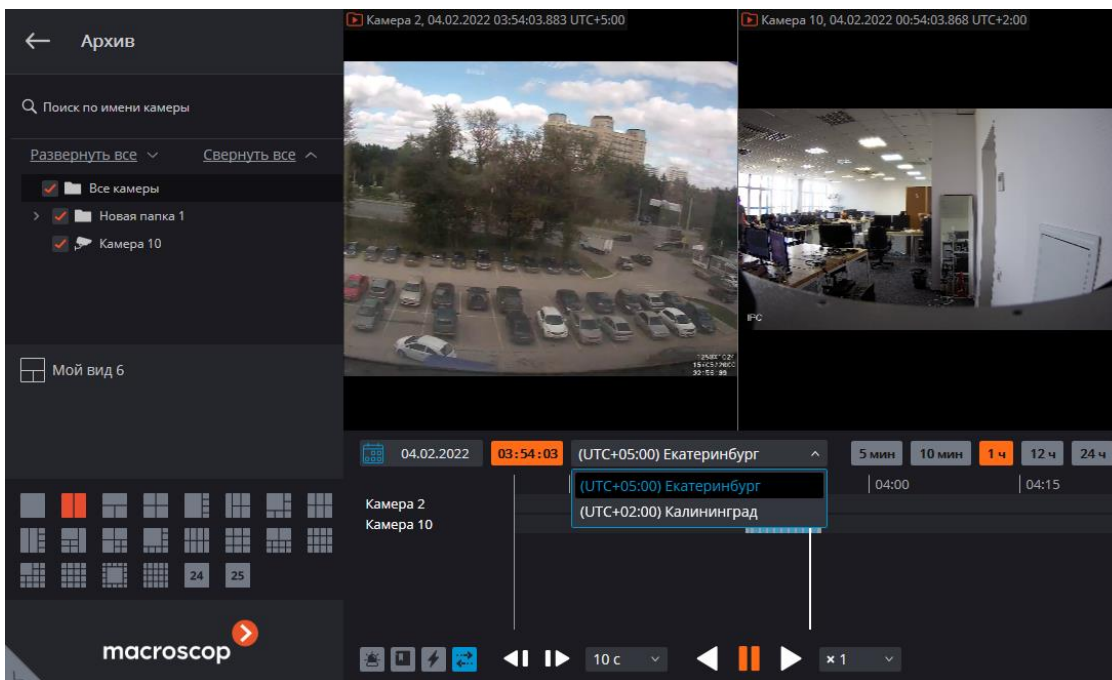 Архив
Поиск по имени камеры
Развернуть все Свернуть все
Все камеры
Новая папка 1
Камера 10
Мой вид 6
24 25
macroscop
Камера 2, 04.02.2022 03:54:03.883 UTC+5:00
Камера 10, 04.02.2022 00:54:03.868 UTC+2:00
IPC
04.02.2022 03:54:03 (UTC+05:00) Екатеринбург 5 мин 10 мин 1 ч 12 ч 24 ч
(UTC+05:00) Екатеринбург
(UTC+02:00) Калининград
04:00 04:15
Камера 2
Камера 10
10 с × 1